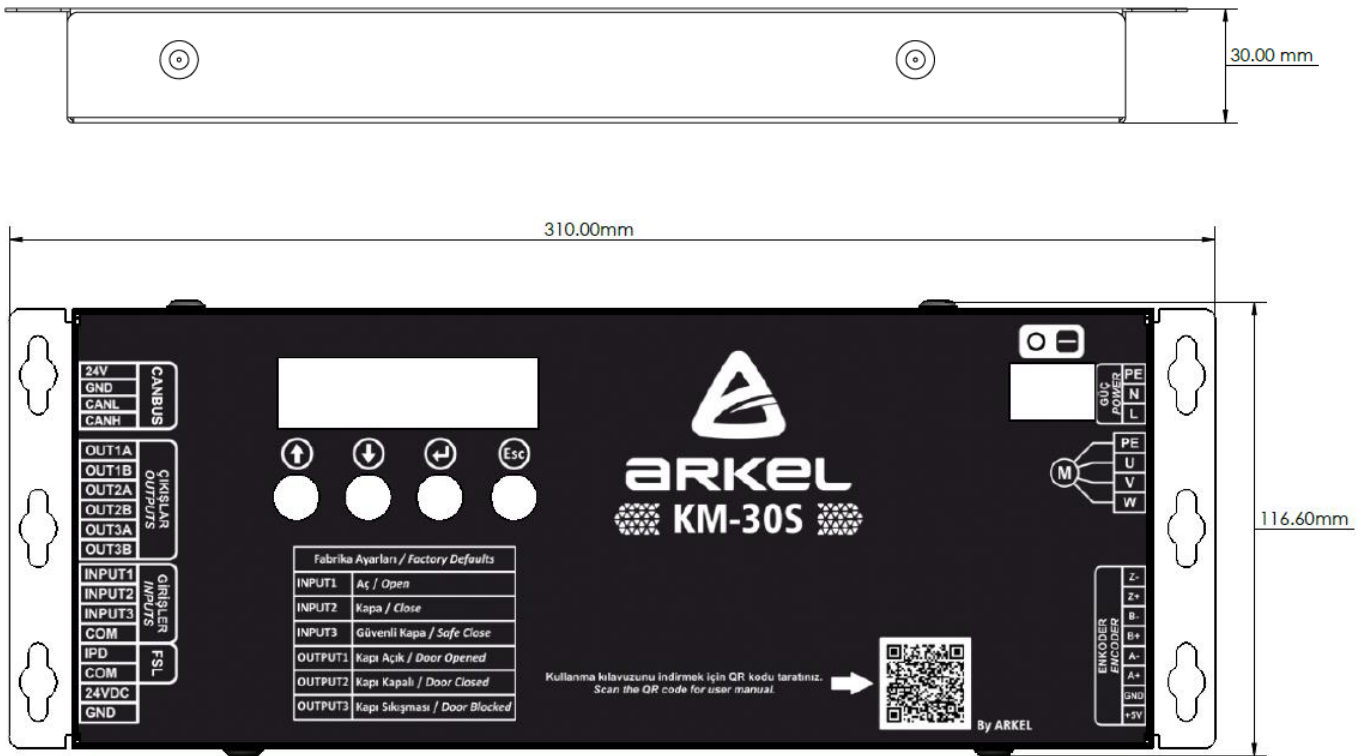 30.00 mm
310.00mm
116.60mm
24V
GND
CANL
CANH
CANBUS
OUT1A
OUT1B
OUT2A
OUT2B
OUT3A
OUT3B
ÇIKIŞLAR
OUTPUTS
INPUT1
INPUT2
INPUT3
COM
GİRİŞLER
INPUTS
IPD
COM
FSL
24VDC
GND
Esc
Fabrika Ayarları / Factory Defaults
INPUT1 Aç / Open
INPUT2 Kapa / Close
INPUT3 Güvenli Kapa / Safe Close
OUTPUT1 Kapı Açık / Door Opened
OUTPUT2 Kapı Kapalı / Door Closed
OUTPUT3 Kapı Sıkışması / Door Blocked
ARKEL
KM-30S
Kullanma kılavuzunu indirmek için QR kodu taratınız.
Scan the QR code for user manual.
By ARKEL
GÜÇ
POWER
PE
N
L
M
PE
U
V
W
ENKODER
ENCODER
Z-
Z+
B-
B+
A-
A+
GND
+5V